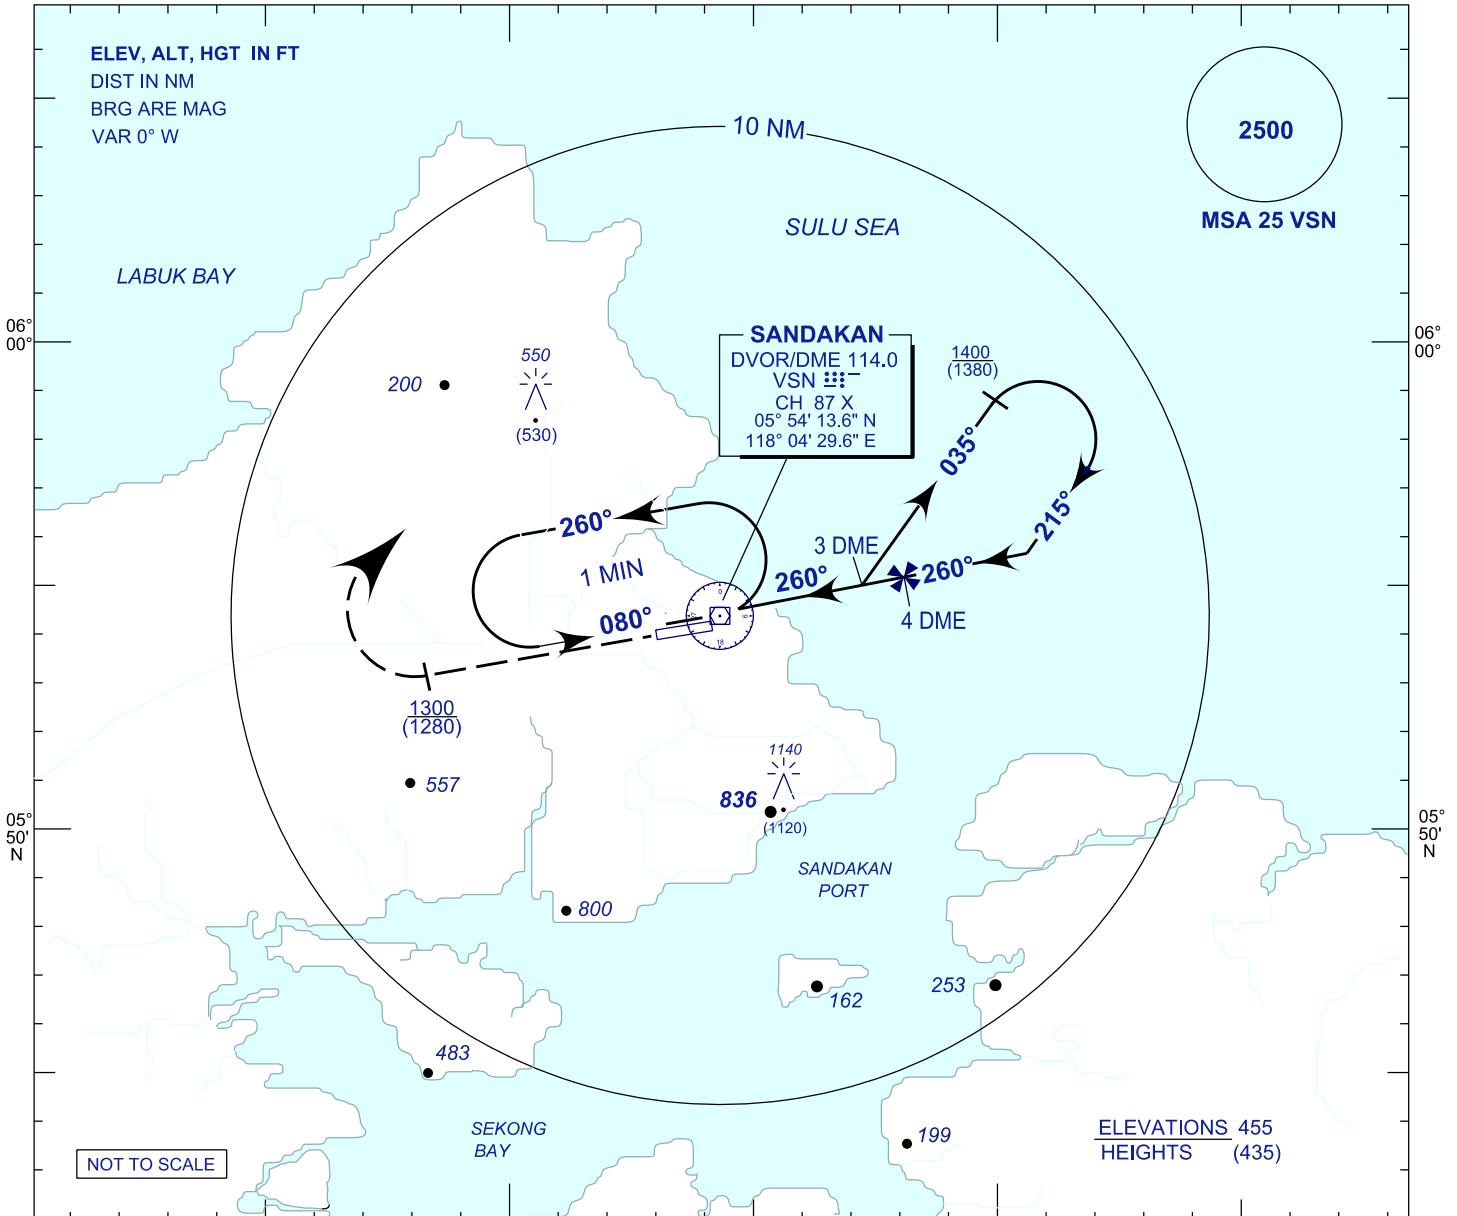 ELEV, ALT, HGT IN FT
DIST IN NM
BRG ARE MAG
VAR 0° W
10 NM
2500
MSA 25 VSN
SULU SEA
LABUK BAY
06°
00°
06°
00°
SANDAKAN
DVOR/DME 114.0
VSN
CH 87 X
05° 54' 13.6" N
118° 04' 29.6" E
1400
(1380)
550
(530)
200
035°
215°
260°
1 MIN
080°
3 DME
260°
260°
4 DME
0
18
1300
(1280)
557
1140
836
(1120)
05°
50'
N
05°
50'
N
SANDAKAN
PORT
800
162
253
483
SEKONG
BAY
199
ELEVATIONS 455
HEIGHTS (435)
NOT TO SCALE